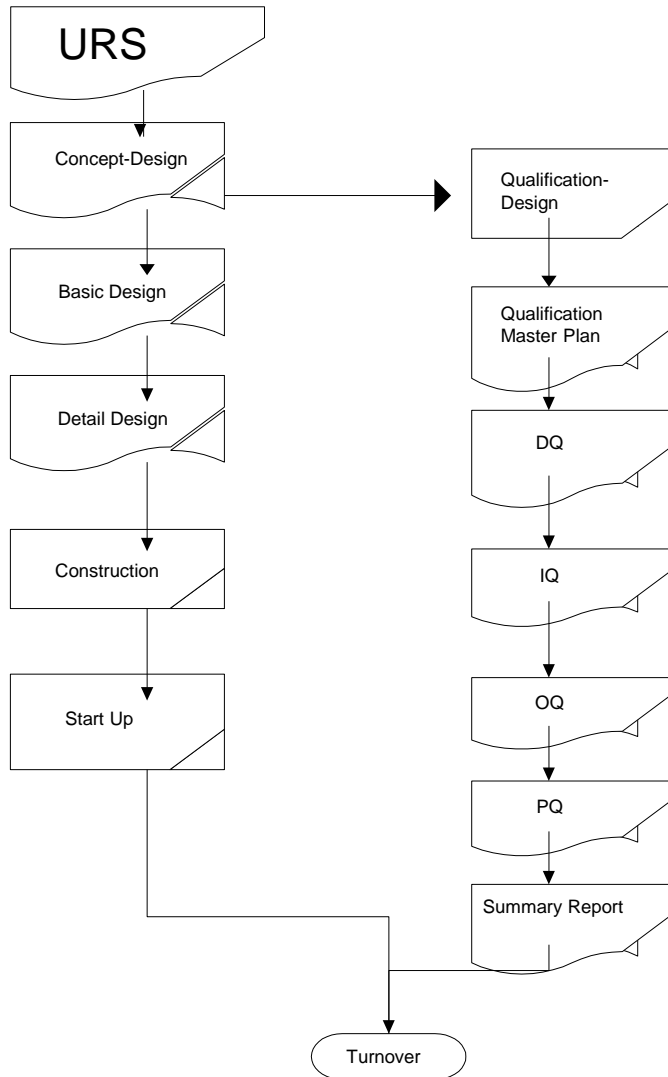 URS
Concept-Design
Basic Design
Detail Design
Construction
Start Up
Qualification-
Design
Qualification
Master Plan
DQ
IQ
OQ
PQ
Summary Report
Turnover